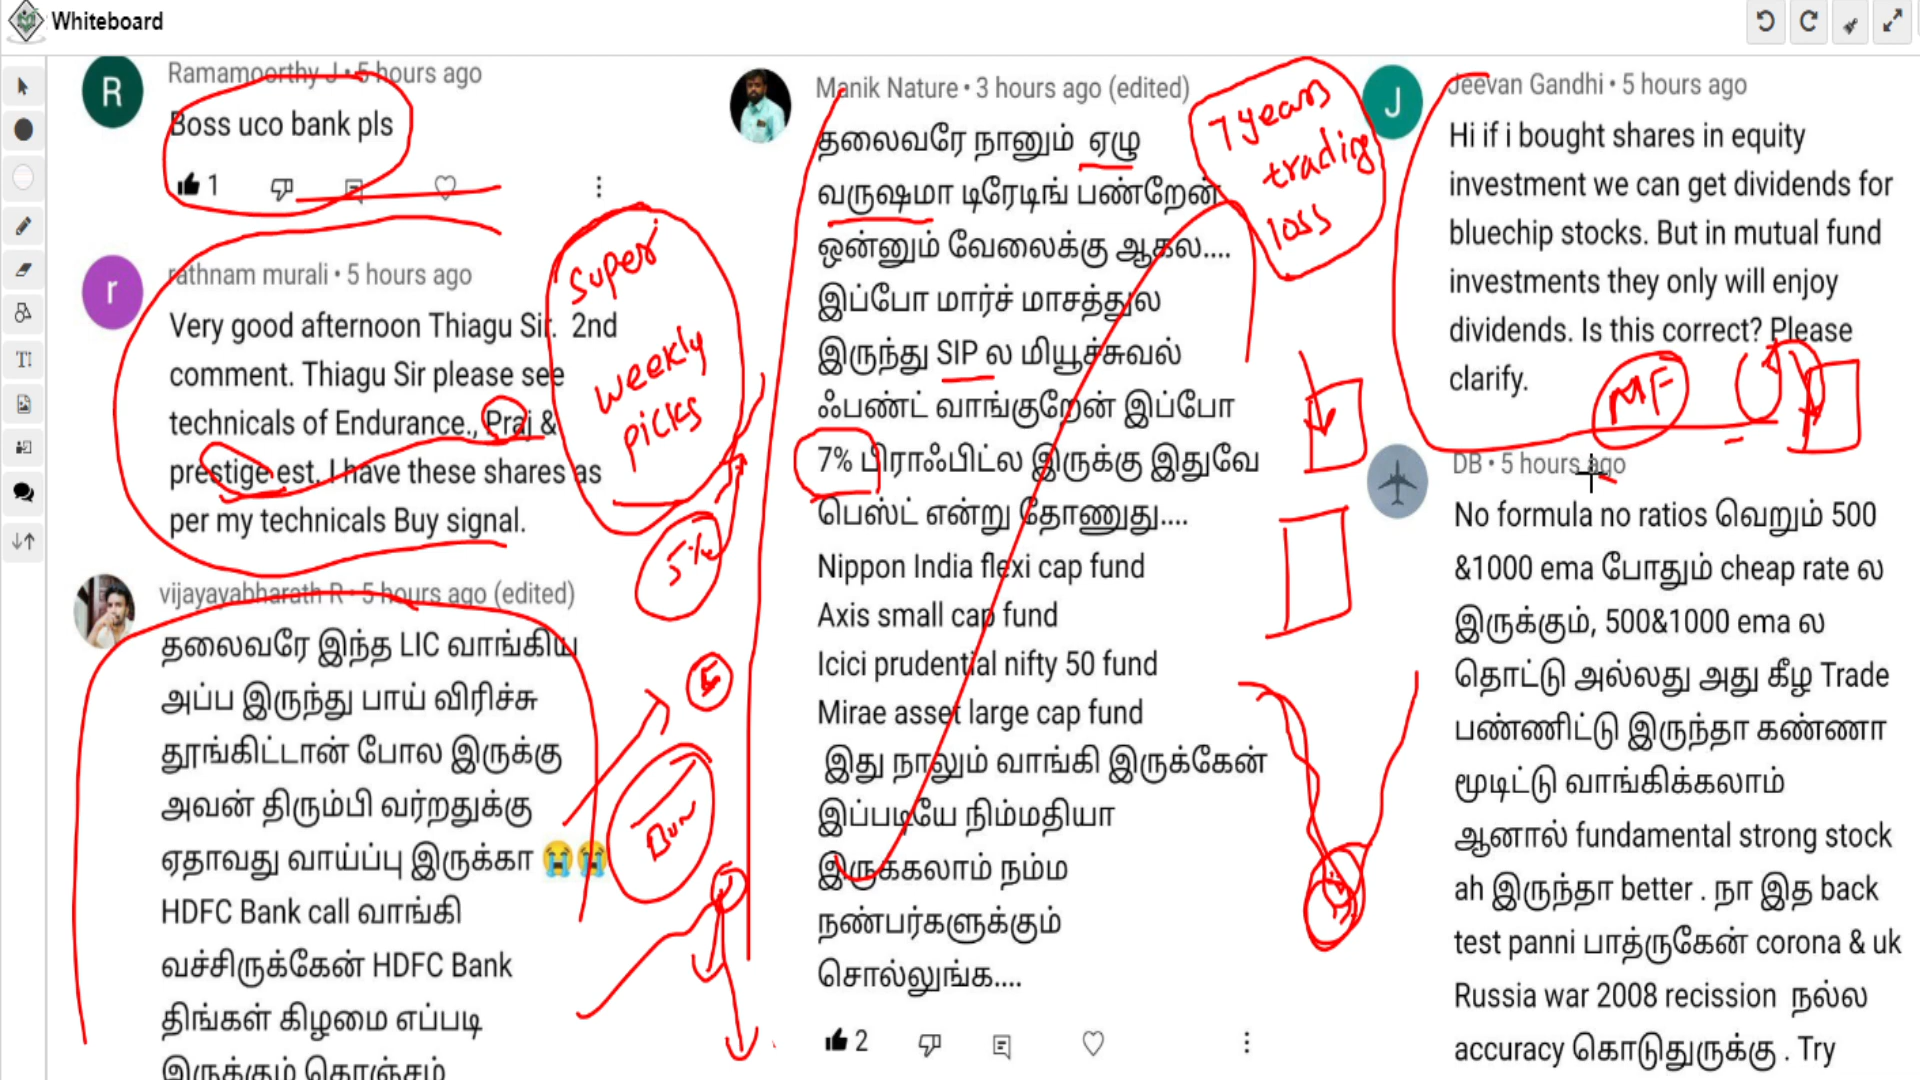 Whiteboard
Ramamoorthy J • 5 hours ago
Boss uco bank pls
1
rathnam murali • 5 hours ago
Very good afternoon Thiagu Sir. 2nd
comment. Thiagu Sir please see
technicals of Endurance., Praj &
prestige est. I have these shares as
per my technicals Buy signal.
vijayavabharath R • 5 hours ago (edited)
தலைவரே இந்த LIC வாங்கிய
அப்ப இருந்து பாய் விரிச்சு
தூங்கிட்டான் போல இருக்கு
அவன் திரும்பி வர்றதுக்கு
ஏதாவது வாய்ப்பு இருக்கா 😭😭
HDFC Bank call வாங்கி
வச்சிருக்கேன் HDFC Bank
திங்கள் கிழமை எப்படி
இருக்கும் கொஞ்சம்
super
weekly
picks
5%
5
Manik Nature • 3 hours ago (edited)
தலைவரே நானும் ஏழு
வருஷமா டிரேடிங் பண்றேன்
ஒன்னும் வேலைக்கு ஆகல....
இப்போ மார்ச் மாசத்துல
இருந்து SIP ல மியூச்சுவல்
ஃபண்ட் வாங்குறேன் இப்போ
7% பிராஃபிட்ல இருக்கு இதுவே
பெஸ்ட் என்று தோணுது....
Nippon India flexi cap fund
Axis small cap fund
Icici prudential nifty 50 fund
Mirae asset large cap fund
இது நாலும் வாங்கி இருக்கேன்
இப்படியே நிம்மதியா
இருக்கலாம் நம்ம
நண்பர்களுக்கும்
சொல்லுங்க....
2
7 years
trading
loss
Jeevan Gandhi • 5 hours ago
Hi if i bought shares in equity
investment we can get dividends for
bluechip stocks. But in mutual fund
investments they only will enjoy
dividends. Is this correct? Please
clarify.
MF
DB • 5 hours ago
No formula no ratios வெறும் 500
&1000 ema போதும் cheap rate ல
இருக்கும், 500&1000 ema ல
தொட்டு அல்லது அது கீழ Trade
பண்ணிட்டு இருந்தா கண்ணா
மூடிட்டு வாங்கிக்கலாம்
ஆனால் fundamental strong stock
ah இருந்தா better . நா இத back
test panni பாத்ருகேன் corona & uk
Russia war 2008 recission நல்ல
accuracy கொடுதுருக்கு . Try